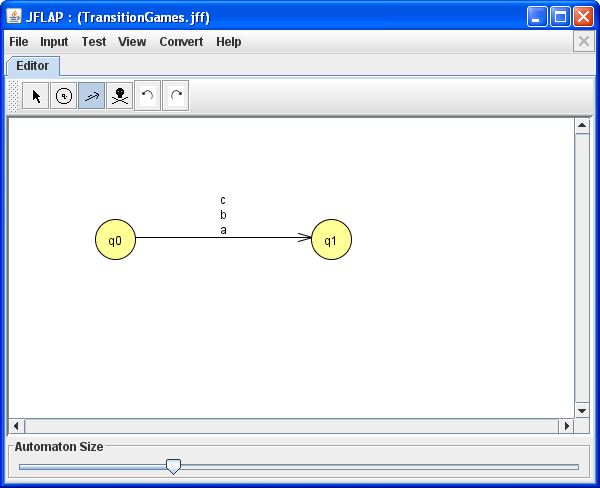 JFLAP : (TransitionGames.jff)
File Input Test View Convert Help
Editor
c
b
a
q0 q1
Automaton Size